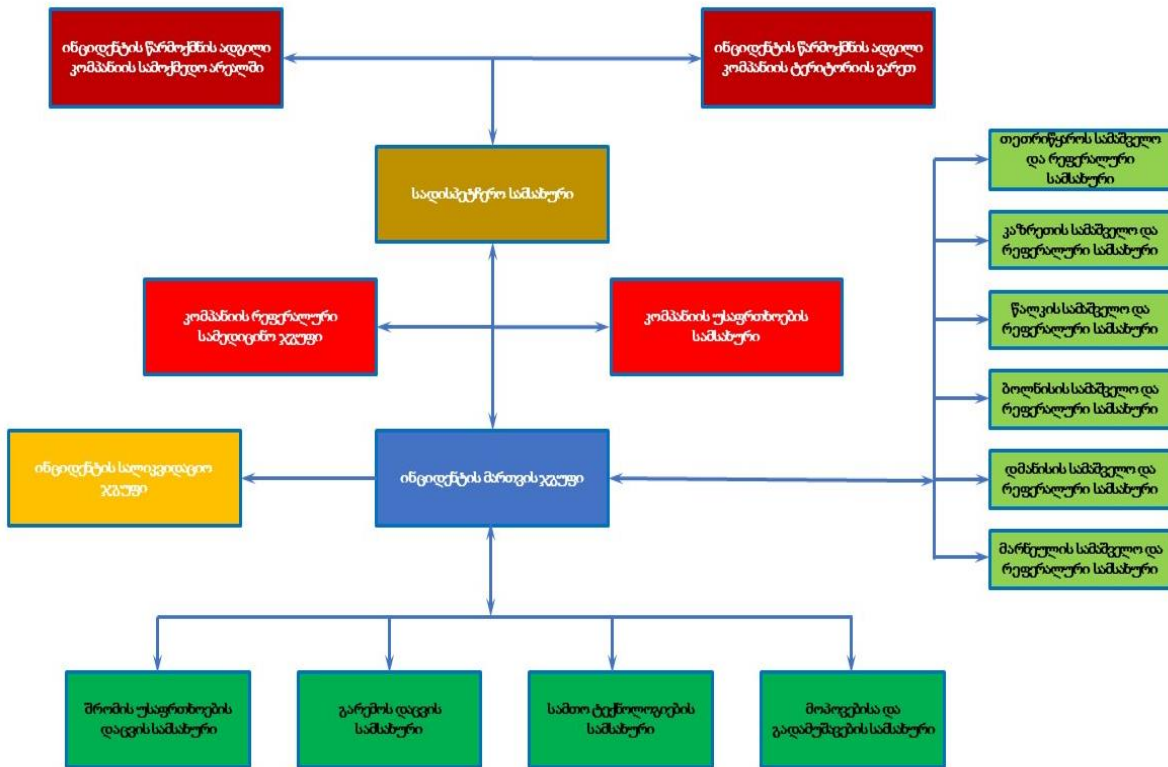 ინციდენტის წარმოქმნის ადგილი
კომპანიის სამოქმედო არეალში
ინციდენტის წარმოქმნის ადგილი
კომპანიის ტერიტორიის გარეთ
სადისპეტჩერო სამსახური
კომპანიის რეფერალური
სამედიცინო ჯგუფი
კომპანიის უსაფრთხოების
სამსახური
ინციდენტის სალიკვიდაციო
ჯგუფი
ინციდენტის მართვის ჯგუფი
თეთრიწყაროს სამაშველო
და რეფერალური
სამსახური
კაზრეთის სამაშველო და
რეფერალური სამსახური
წალკის სამაშველო და
რეფერალური სამსახური
ბოლნისის სამაშველო და
რეფერალური სამსახური
დმანისის სამაშველო და
რეფერალური სამსახური
მარნეულის სამაშველო და
რეფერალური სამსახური
შრომის უსაფრთხოების
დაცვის სამსახური
გარემოს დაცვის
სამსახური
სამთო ტექნოლოგიების
სამსახური
მოპოვებისა და
გადამუშავების სამსახური